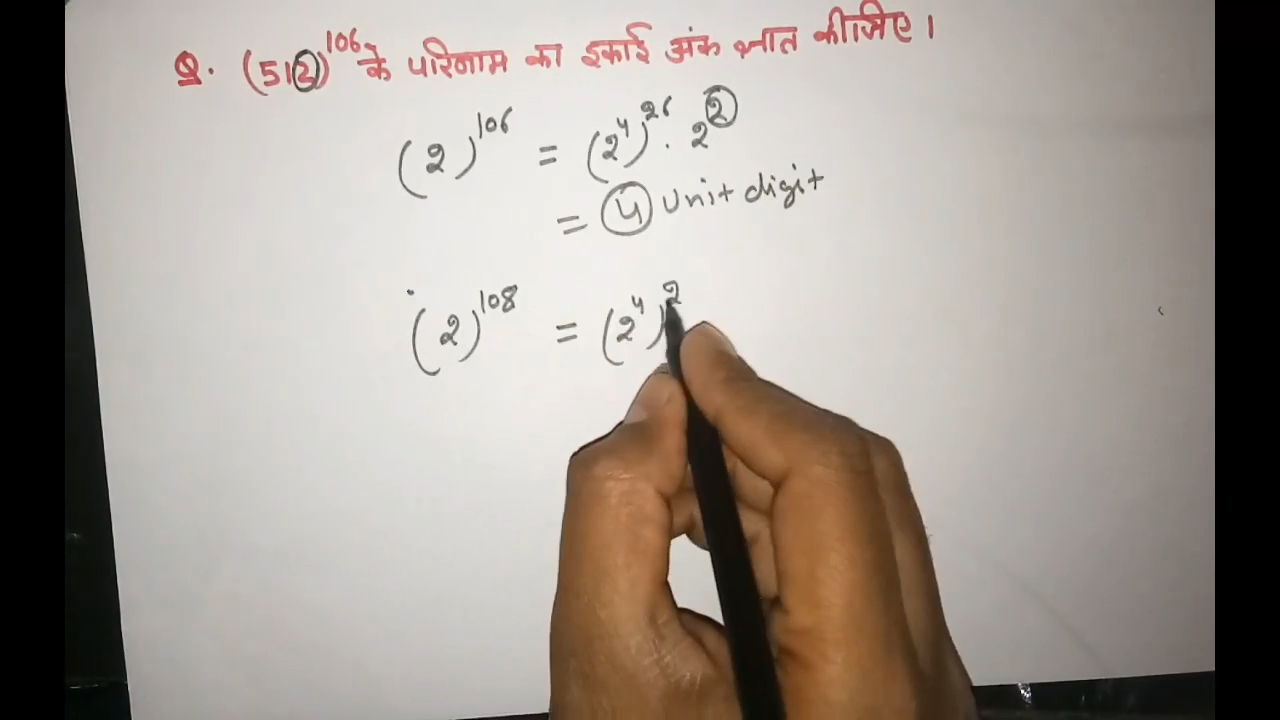 Q. (512)^106 के परिनाम का इकाई अंक ज्ञात कीजिए।
(2)^106 = (2^4)^26 . 2^2
= 4 unit digit
(2)^108 = (2^4)^2